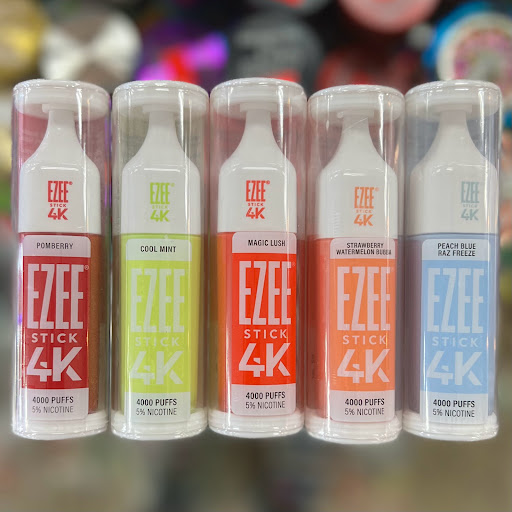 EZEE®
STICK
4K
POMBERRY
EZEE®
STICK
4K
4000 PUFFS
5% NICOTINE
EZEE®
STICK
4K
COOL MINT
EZEE
STICK
4K
4000 PUFFS
5% NICOTINE
EZEE®
STICK
4K
MAGIC LUSH
EZEE
STICK
4K
4000 PUFFS
5% NICOTINE
EZEE®
STICK
4K
STRAWBERRY
WATERMELON BUBBA
EZEE
STICK
4K
4000 PUFFS
5% NICOTINE
EZEE
STICK
4K
PEACH BLUE
RAZ FREEZE
EZEE
STICK
4K
4000 PUFFS
5% NICOTINE